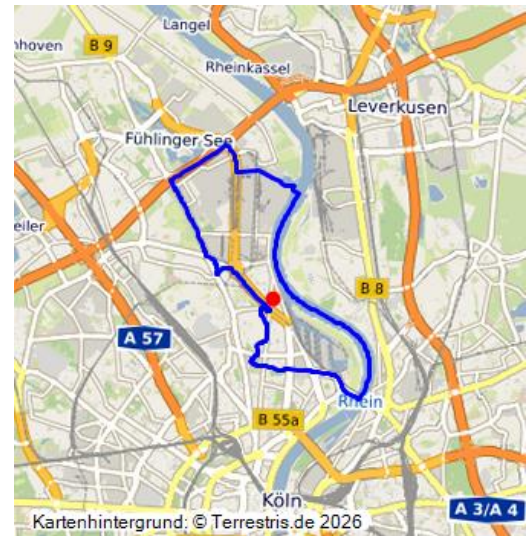 Langel
B 9
nhoven
Rheinkassel
Leverkusen
Fühlinger See
eiler
B 8
A 57
Rhein
B 55a
Köln
A 3/A 4
Kartenhintergrund: © Terrestris.de 2026